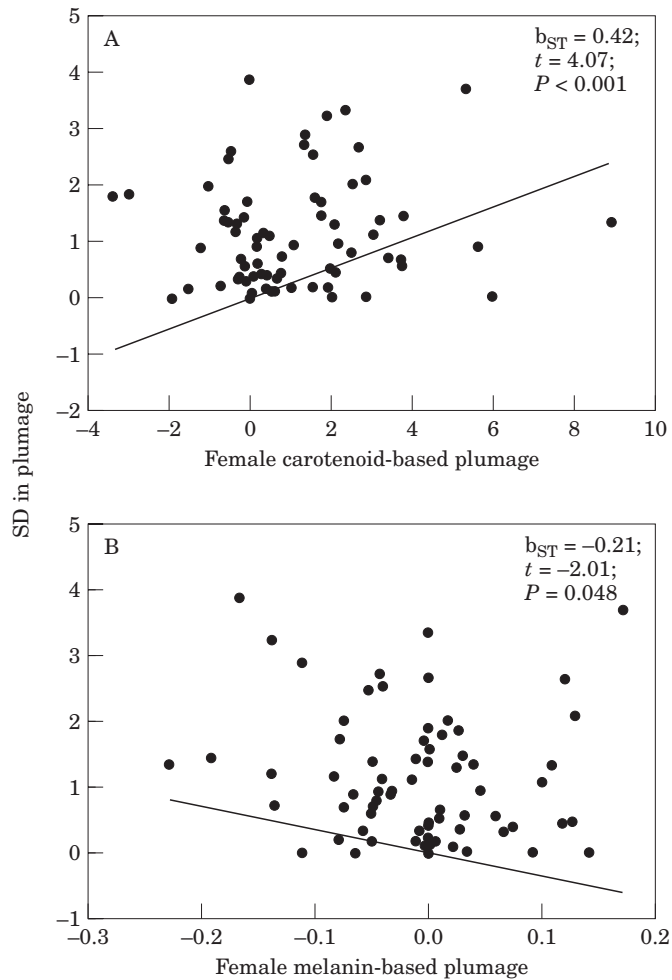 5
A
b_ST = 0.42;
t = 4.07;
P < 0.001
4
3
2
1
0
–1
–2
–4 –2 0 2 4 6 8 10
Female carotenoid-based plumage
SD in plumage
5
B
b_ST = –0.21;
t = –2.01;
P = 0.048
4
3
2
1
0
–1
–0.3 –0.2 –0.1 0.0 0.1 0.2
Female melanin-based plumage